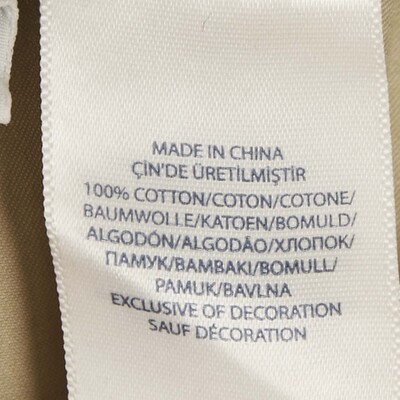 MADE IN CHINA
ÇİN'DE ÜRETİLMİŞTİR
100% COTTON/COTON/COTONE/
BAUMWOLLE/KATOEN/BOMULD/
ALGODÓN/ALGODÃO/ХЛОПОК/
ПАМУК/BAMBAKI/BOMULL/
PAMUK/BAVLNA
EXCLUSIVE OF DECORATION
SAUF DÉCORATION